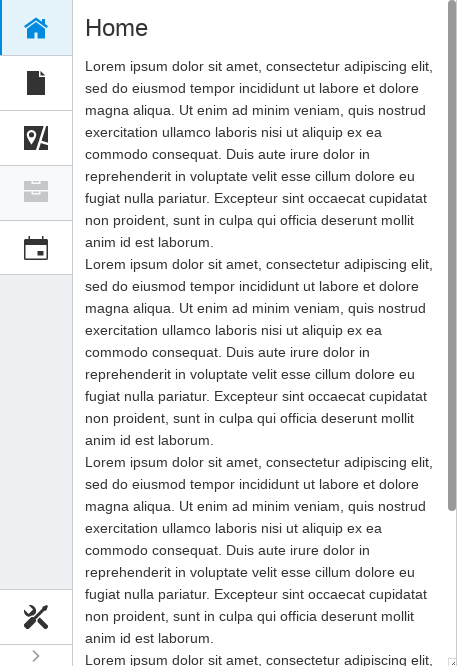 Home
Lorem ipsum dolor sit amet, consectetur adipiscing elit,
sed do eiusmod tempor incididunt ut labore et dolore
magna aliqua. Ut enim ad minim veniam, quis nostrud
exercitation ullamco laboris nisi ut aliquip ex ea
commodo consequat. Duis aute irure dolor in
reprehenderit in voluptate velit esse cillum dolore eu
fugiat nulla pariatur. Excepteur sint occaecat cupidatat
non proident, sunt in culpa qui officia deserunt mollit
anim id est laborum.
Lorem ipsum dolor sit amet, consectetur adipiscing elit,
sed do eiusmod tempor incididunt ut labore et dolore
magna aliqua. Ut enim ad minim veniam, quis nostrud
exercitation ullamco laboris nisi ut aliquip ex ea
commodo consequat. Duis aute irure dolor in
reprehenderit in voluptate velit esse cillum dolore eu
fugiat nulla pariatur. Excepteur sint occaecat cupidatat
non proident, sunt in culpa qui officia deserunt mollit
anim id est laborum.
Lorem ipsum dolor sit amet, consectetur adipiscing elit,
sed do eiusmod tempor incididunt ut labore et dolore
magna aliqua. Ut enim ad minim veniam, quis nostrud
exercitation ullamco laboris nisi ut aliquip ex ea
commodo consequat. Duis aute irure dolor in
reprehenderit in voluptate velit esse cillum dolore eu
fugiat nulla pariatur. Excepteur sint occaecat cupidatat
non proident, sunt in culpa qui officia deserunt mollit
anim id est laborum.
Lorem ipsum dolor sit amet, consectetur adipiscing elit,